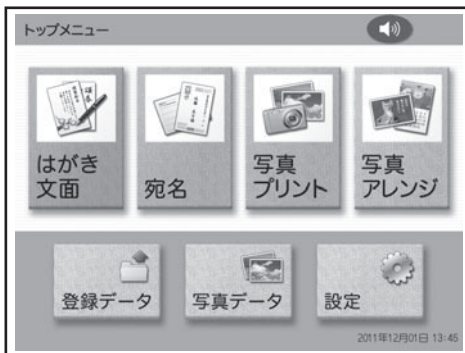 トップメニュー
はがき
文面
宛名
写真
プリント
写真
アレンジ
登録データ
写真データ
設定
2011年12月01日 13:45